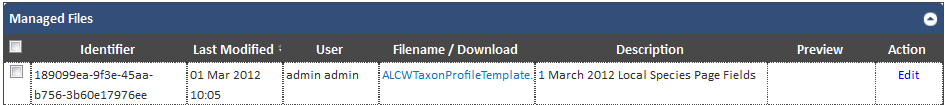 Managed Files
Identifier Last Modified User Filename / Download Description Preview Action
189099ea-9f3e-45aa- 01 Mar 2012 admin admin ALCWTaxonProfileTemplate. 1 March 2012 Local Species Page Fields Edit
b756-3b60e17976ee 10:05